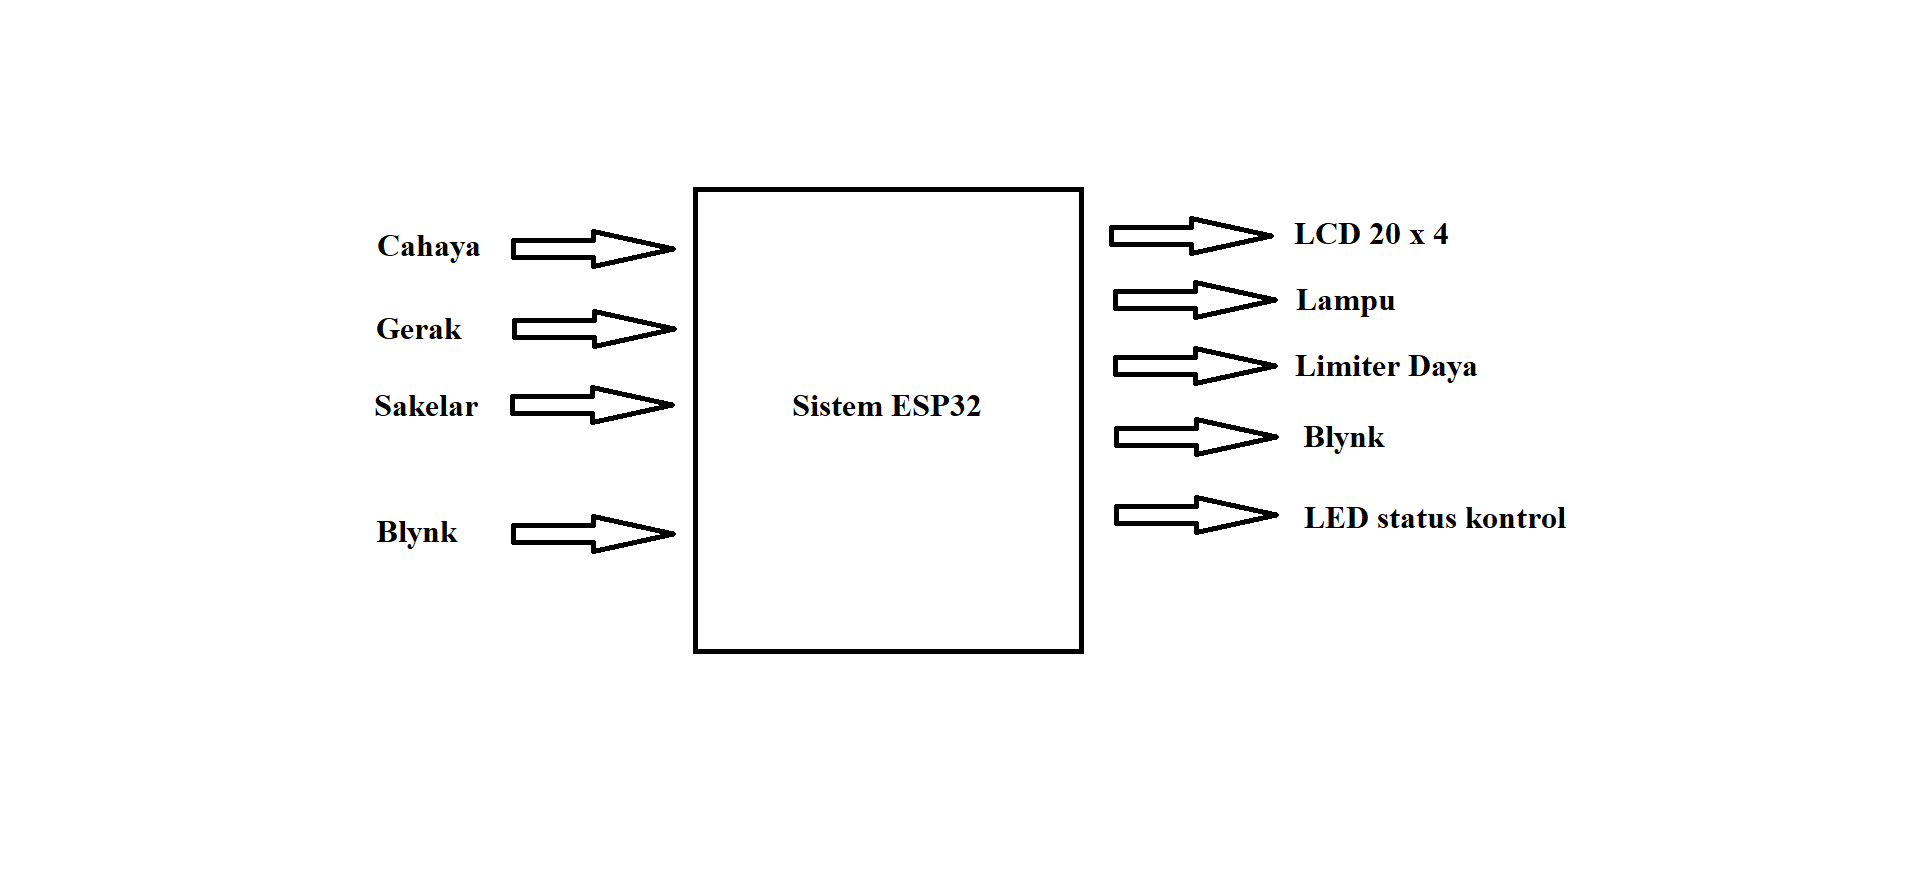 Cahaya
Gerak
Sakelar
Blynk
Sistem ESP32
LCD 20 x 4
Lampu
Limiter Daya
Blynk
LED status kontrol